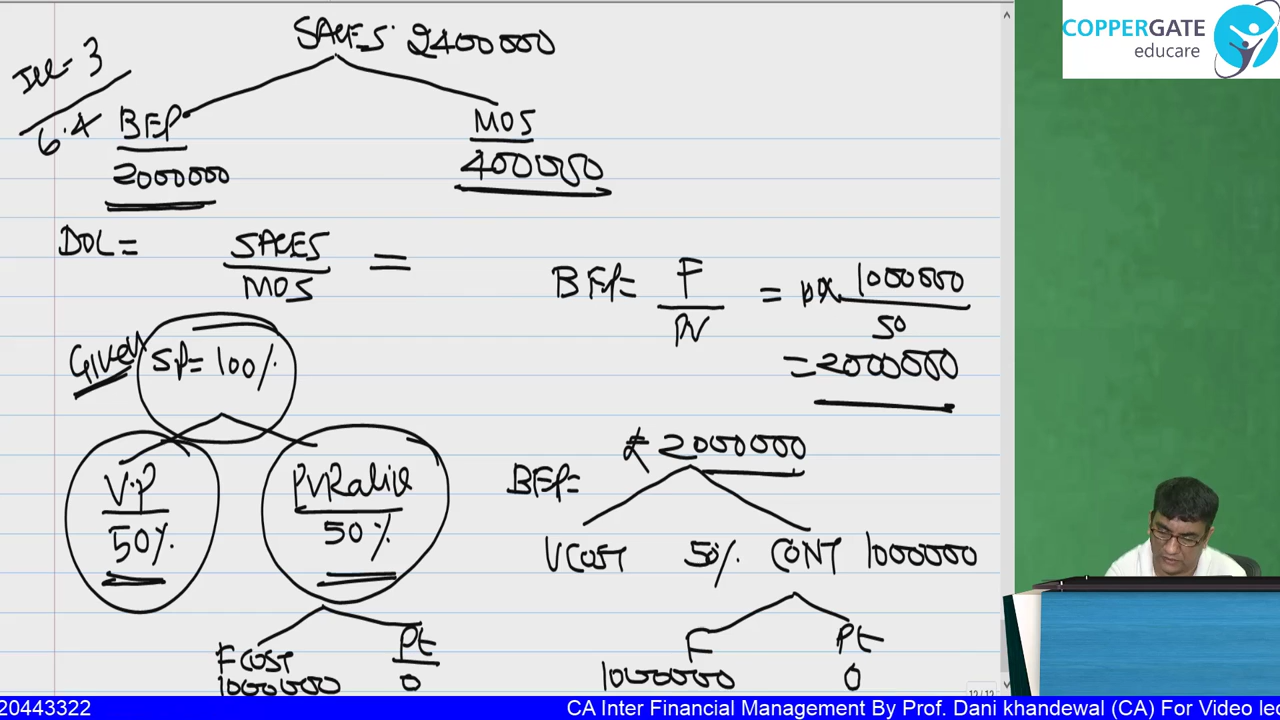 SALES: 2400000
Ill-3
6.4
BEP
2000000
MOS
400000
DOL =
SALES
MOS
=
BEP =
F
PV
=
1000000
50
= 2000000
Given
SP = 100%
V.P
50%.
PV Ratio
50%
F COST
1000000
Pt
0
BEP =
₹ 2000000
V COST 50%. CONT 1000000
F
1000000
Pt
0
COPPERGATE
educare
12/12
20443322 CA Inter Financial Management By Prof. Dani khandewal (CA) For Video lec